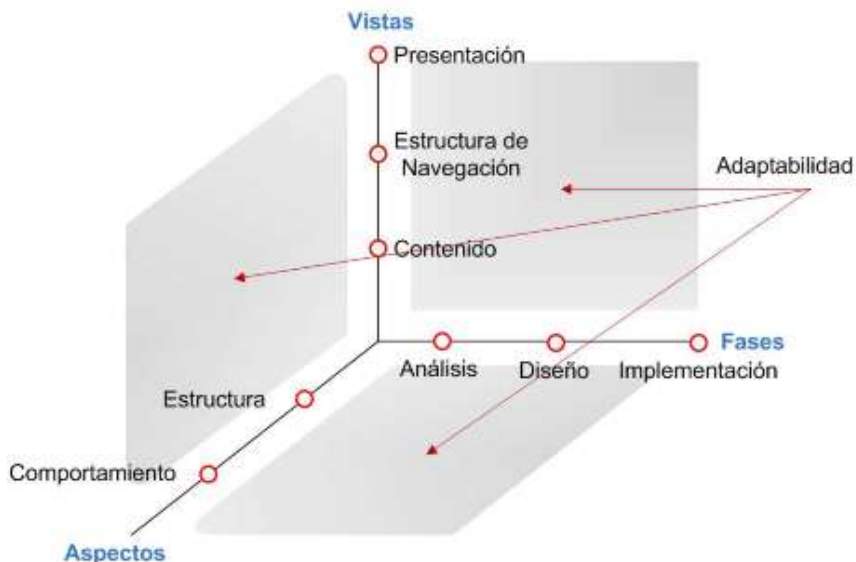 Vistas
Presentación
Estructura de
Navegación
Adaptabilidad
Contenido
Fases
Análisis
Diseño
Implementación
Estructura
Comportamiento
Aspectos